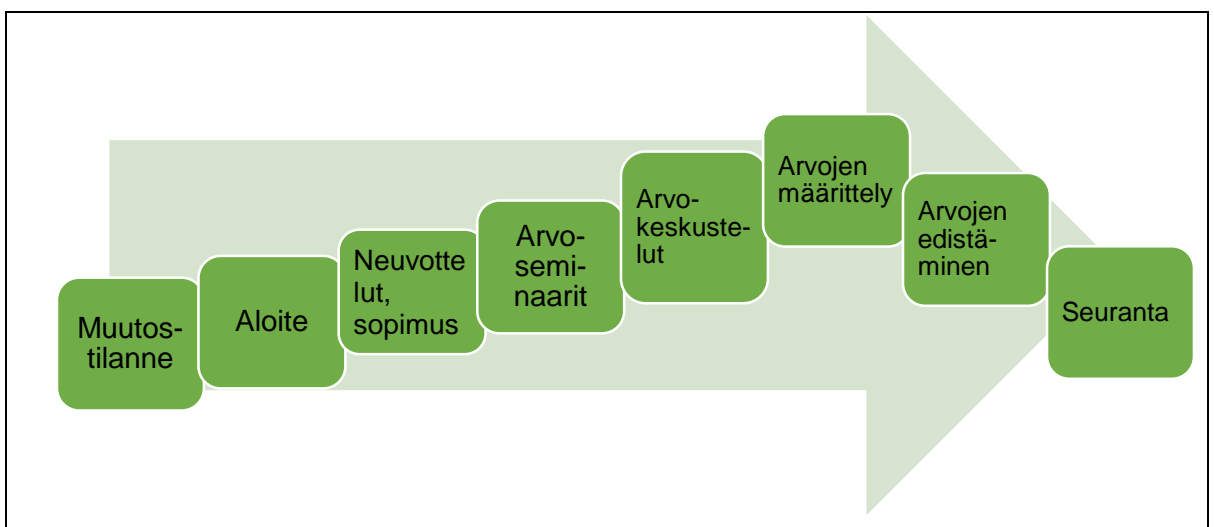 Muutos-
tilanne
Aloite
Neuvotte
lut,
sopimus
Arvo-
semi-
naarit
Arvo-
keskuste-
lut
Arvojen
määrittely
Arvojen
edistä-
minen
Seuranta